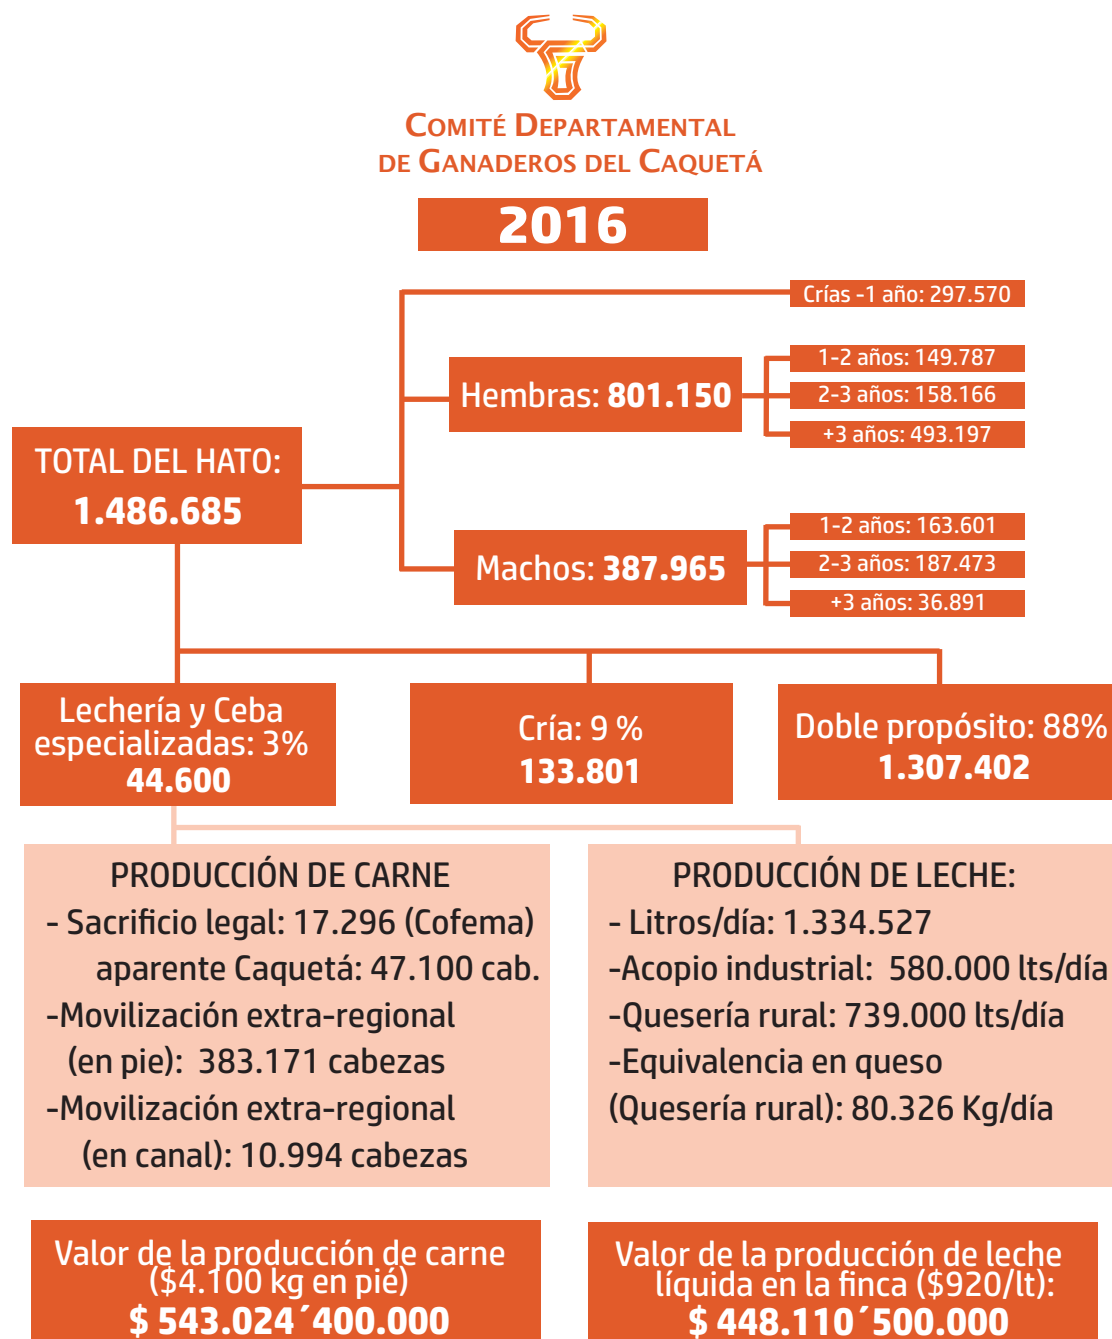 COMITÉ DEPARTAMENTAL
DE GANADEROS DEL CAQUETÁ
2016
Crías -1 año: 297.570
Hembras: 801.150
1-2 años: 149.787
2-3 años: 158.166
+3 años: 493.197
TOTAL DEL HATO:
1.486.685
Machos: 387.965
1-2 años: 163.601
2-3 años: 187.473
+3 años: 36.891
Lechería y Ceba
especializadas: 3%
44.600
Cría: 9 %
133.801
Doble propósito: 88%
1.307.402
PRODUCCIÓN DE CARNE
- Sacrificio legal: 17.296 (Cofema)
aparente Caquetá: 47.100 cab.
-Movilización extra-regional
(en pie): 383.171 cabezas
-Movilización extra-regional
(en canal): 10.994 cabezas
PRODUCCIÓN DE LECHE:
- Litros/día: 1.334.527
-Acopio industrial: 580.000 lts/día
-Quesería rural: 739.000 lts/día
-Equivalencia en queso
(Quesería rural): 80.326 Kg/día
Valor de la producción de carne
($4.100 kg en pié)
$ 543.024´400.000
Valor de la producción de leche
líquida en la finca ($920/lt):
$ 448.110´500.000